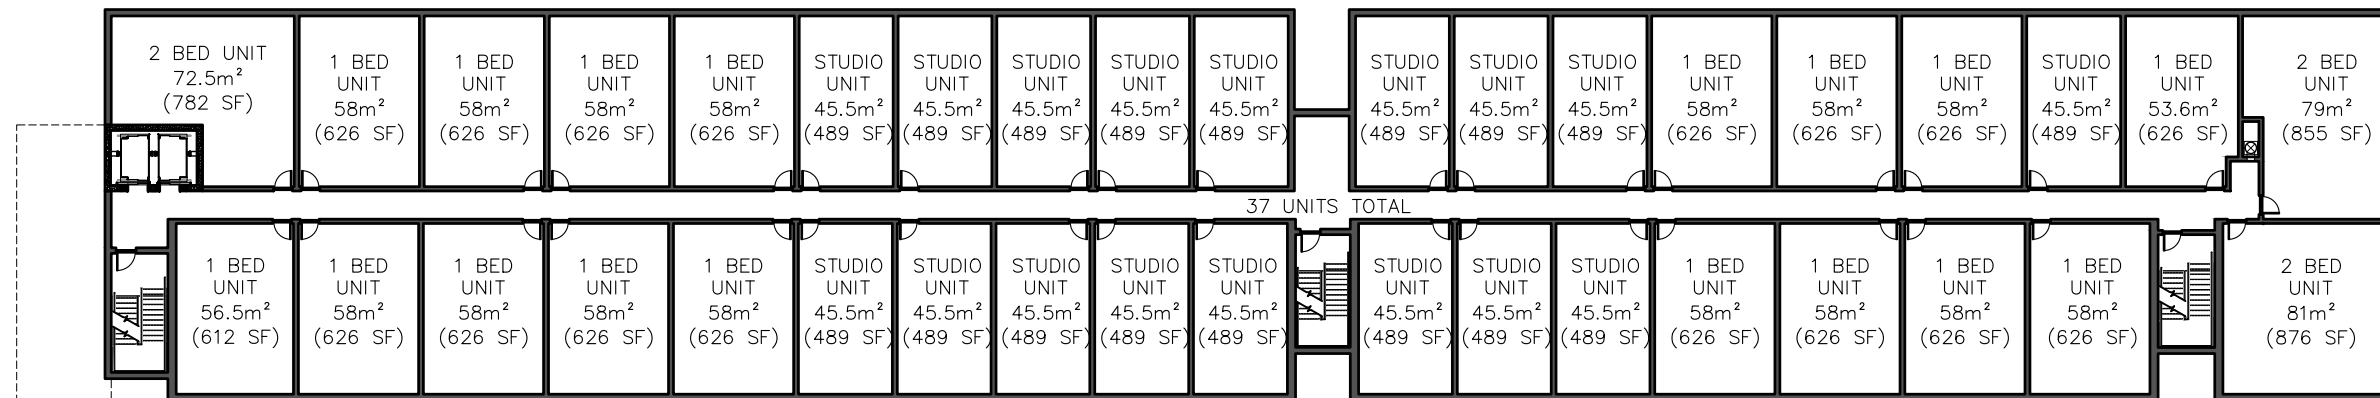 2 BED UNIT
72.5m²
(782 SF)
1 BED
UNIT
58m²
(626 SF)
1 BED
UNIT
58m²
(626 SF)
1 BED
UNIT
58m²
(626 SF)
1 BED
UNIT
58m²
(626 SF)
STUDIO
UNIT
45.5m²
(489 SF)
STUDIO
UNIT
45.5m²
(489 SF)
STUDIO
UNIT
45.5m²
(489 SF)
STUDIO
UNIT
45.5m²
(489 SF)
STUDIO
UNIT
45.5m²
(489 SF)
STUDIO
UNIT
45.5m²
(489 SF)
STUDIO
UNIT
45.5m²
(489 SF)
STUDIO
UNIT
45.5m²
(489 SF)
1 BED
UNIT
58m²
(626 SF)
1 BED
UNIT
58m²
(626 SF)
1 BED
UNIT
58m²
(626 SF)
STUDIO
UNIT
45.5m²
(489 SF)
1 BED
UNIT
53.6m²
(626 SF)
2 BED
UNIT
79m²
(855 SF)
37 UNITS TOTAL
1 BED
UNIT
56.5m²
(612 SF)
1 BED
UNIT
58m²
(626 SF)
1 BED
UNIT
58m²
(626 SF)
1 BED
UNIT
58m²
(626 SF)
1 BED
UNIT
58m²
(626 SF)
STUDIO
UNIT
45.5m²
(489 SF)
STUDIO
UNIT
45.5m²
(489 SF)
STUDIO
UNIT
45.5m²
(489 SF)
STUDIO
UNIT
45.5m²
(489 SF)
STUDIO
UNIT
45.5m²
(489 SF)
STUDIO
UNIT
45.5m²
(489 SF)
STUDIO
UNIT
45.5m²
(489 SF)
STUDIO
UNIT
45.5m²
(489 SF)
1 BED
UNIT
58m²
(626 SF)
1 BED
UNIT
58m²
(626 SF)
1 BED
UNIT
58m²
(626 SF)
1 BED
UNIT
58m²
(626 SF)
2 BED
UNIT
81m²
(876 SF)